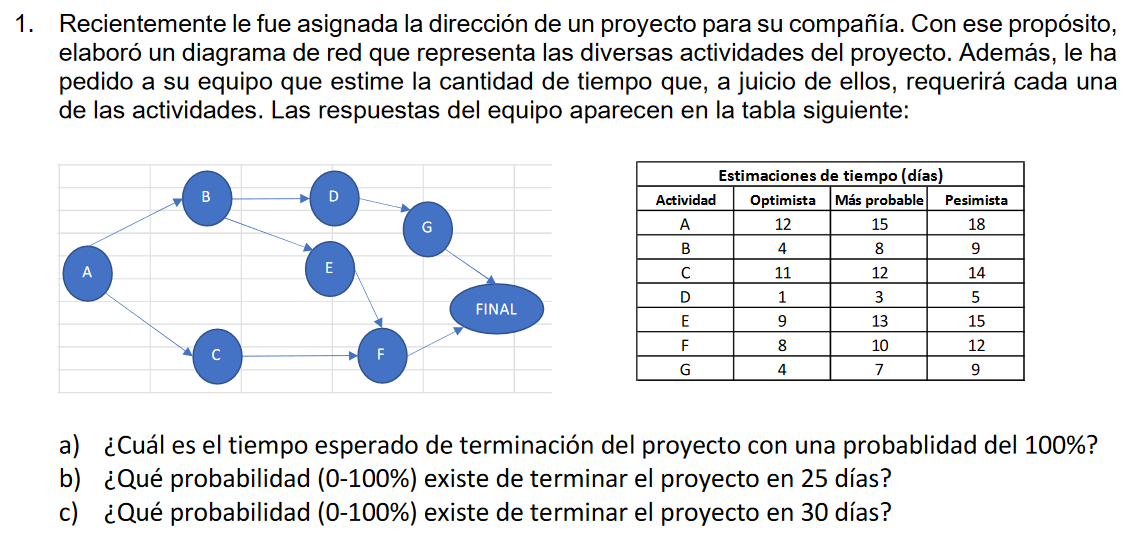 1. Recientemente le fue asignada la dirección de un proyecto para su compañía. Con ese propósito,
elaboró un diagrama de red que representa las diversas actividades del proyecto. Además, le ha
pedido a su equipo que estime la cantidad de tiempo que, a juicio de ellos, requerirá cada una
de las actividades. Las respuestas del equipo aparecen en la tabla siguiente:
B
D
G
A
E
FINAL
C
F
Estimaciones de tiempo (días)
Actividad Optimista Más probable Pesimista
A 12 15 18
B 4 8 9
C 11 12 14
D 1 3 5
E 9 13 15
F 8 10 12
G 4 7 9
a) ¿Cuál es el tiempo esperado de terminación del proyecto con una probablidad del 100%?
b) ¿Qué probabilidad (0-100%) existe de terminar el proyecto en 25 días?
c) ¿Qué probabilidad (0-100%) existe de terminar el proyecto en 30 días?